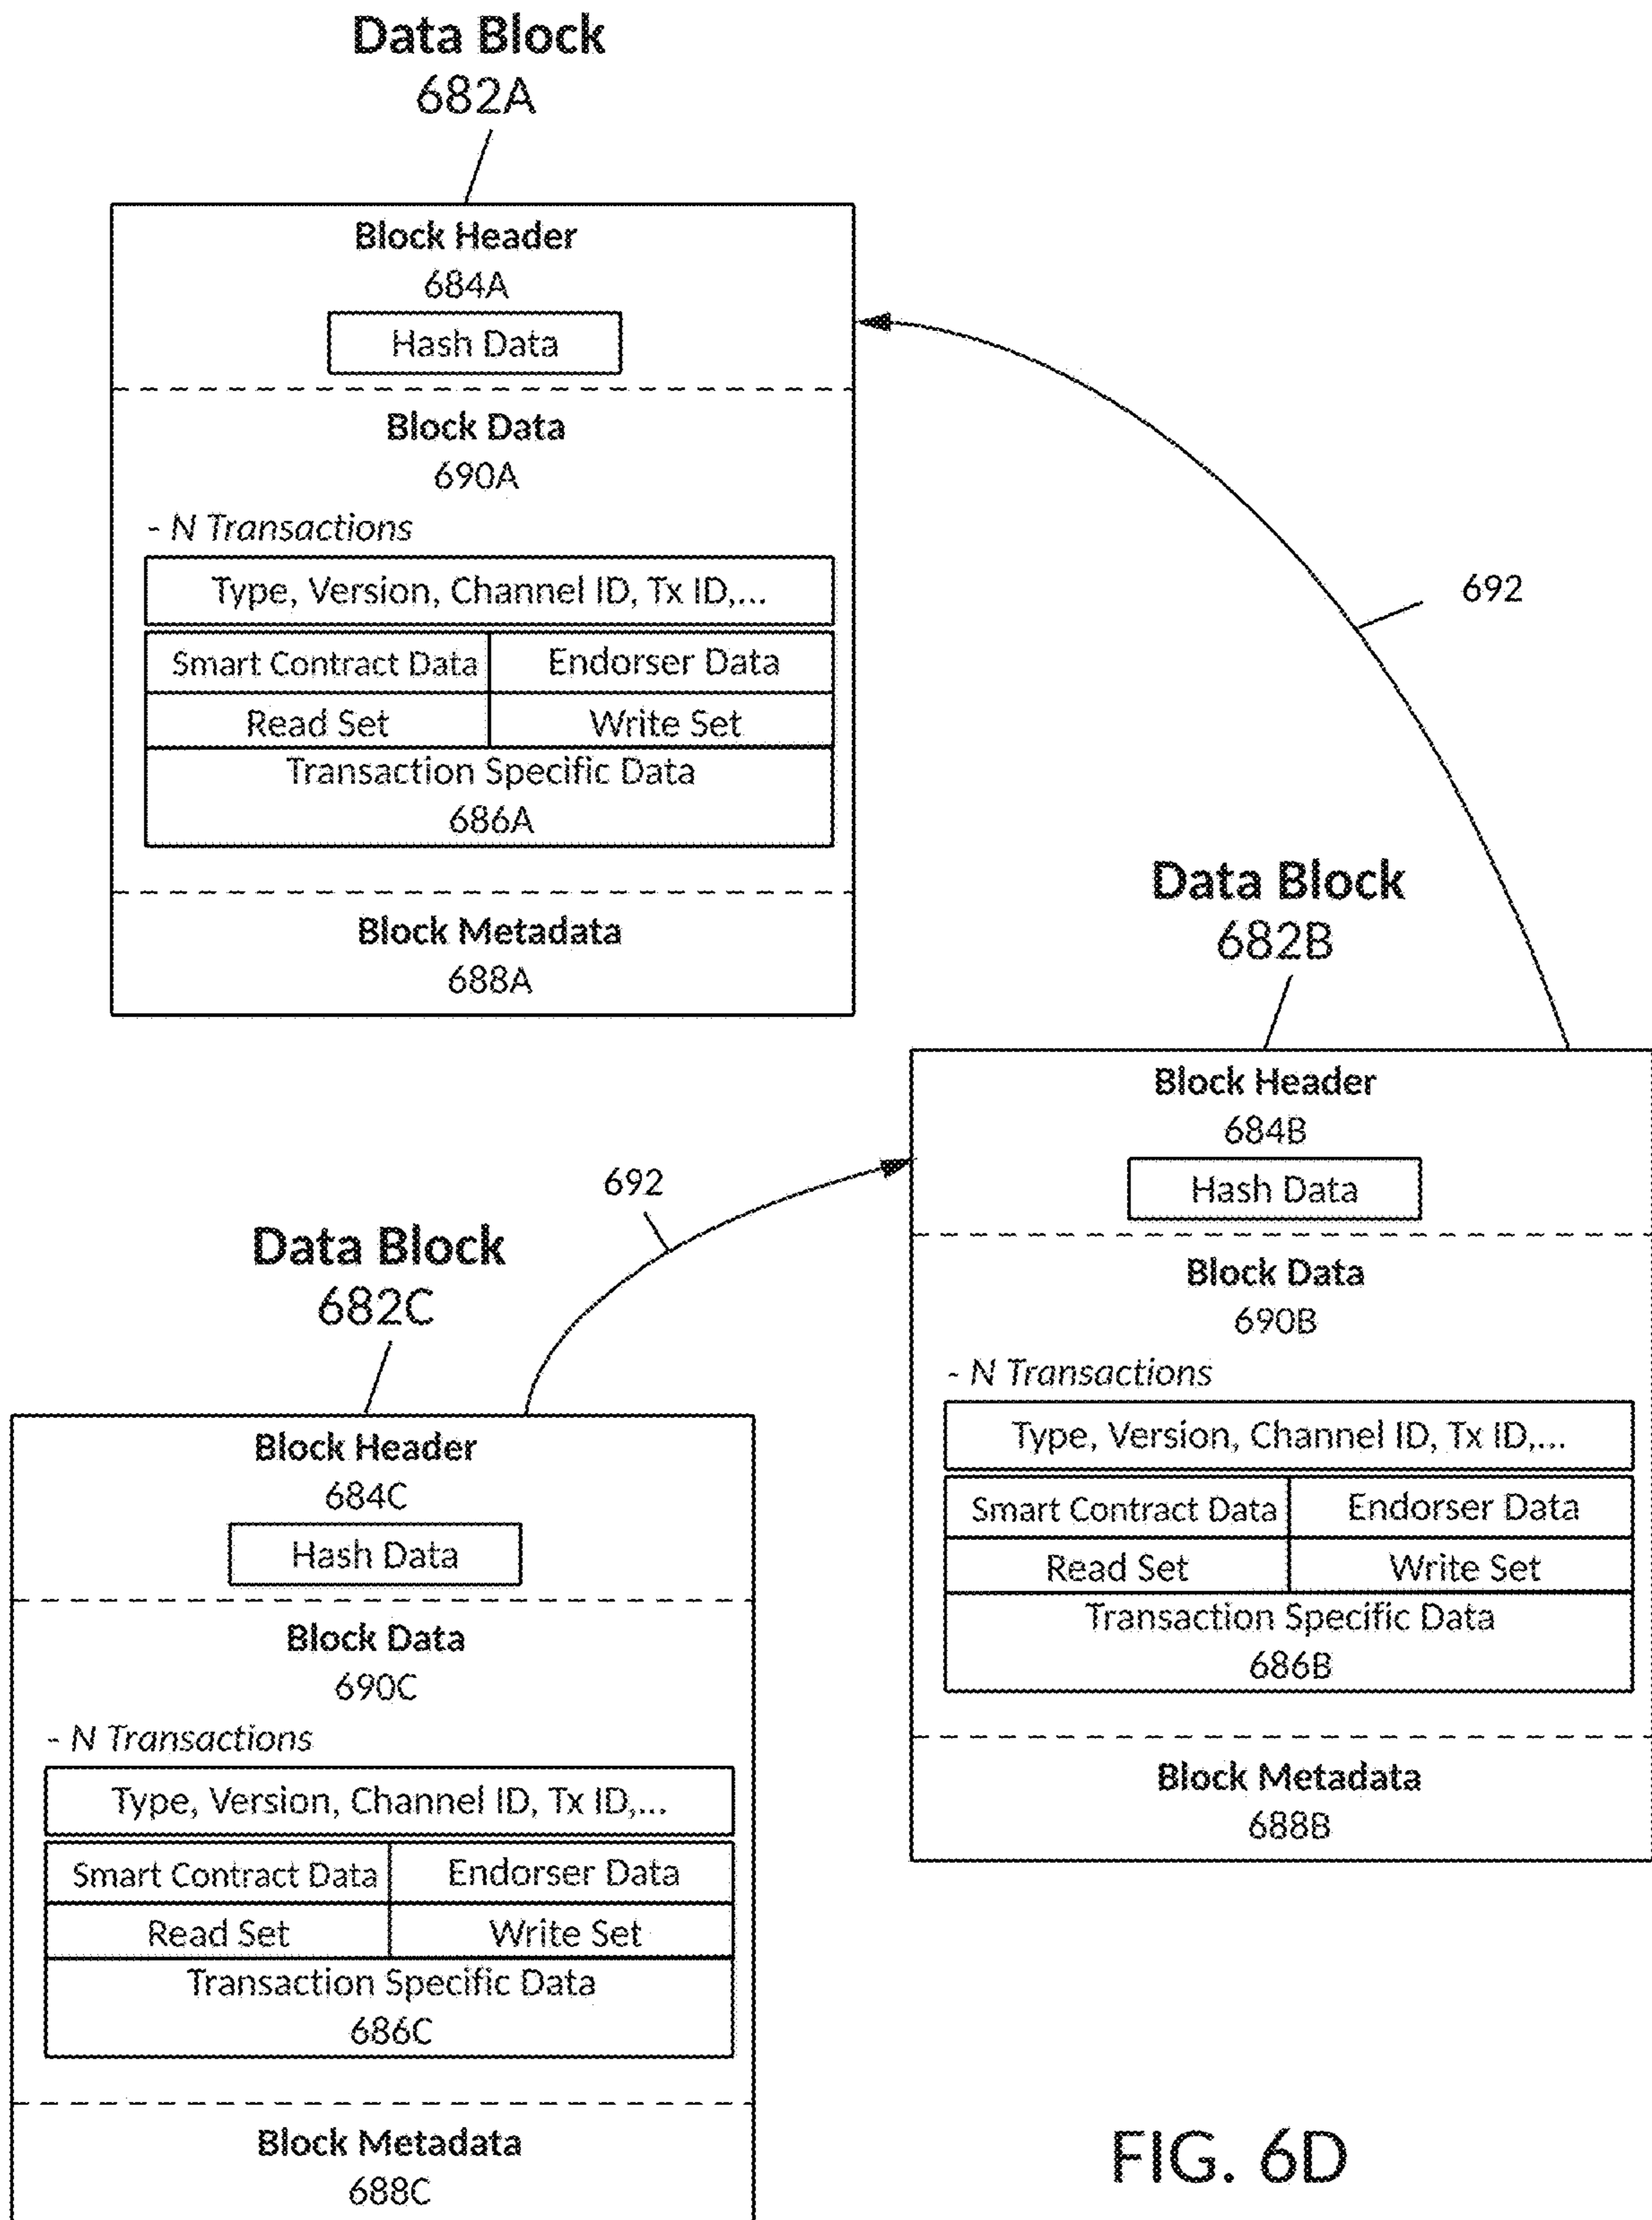 Data Block
682A
Block Header
684A
Hash Data
Block Data
690A
- N Transactions
Type, Version, Channel ID, Tx ID,...
Smart Contract Data
Endorser Data
Read Set
Write Set
Transaction Specific Data
686A
Block Metadata
688A
692
Data Block
682B
Block Header
684B
Hash Data
Block Data
690B
- N Transactions
Type, Version, Channel ID, Tx ID,...
Smart Contract Data
Endorser Data
Read Set
Write Set
Transaction Specific Data
686B
Block Metadata
688B
692
Data Block
682C
Block Header
684C
Hash Data
Block Data
690C
- N Transactions
Type, Version, Channel ID, Tx ID,...
Smart Contract Data
Endorser Data
Read Set
Write Set
Transaction Specific Data
686C
Block Metadata
688C
FIG. 6D